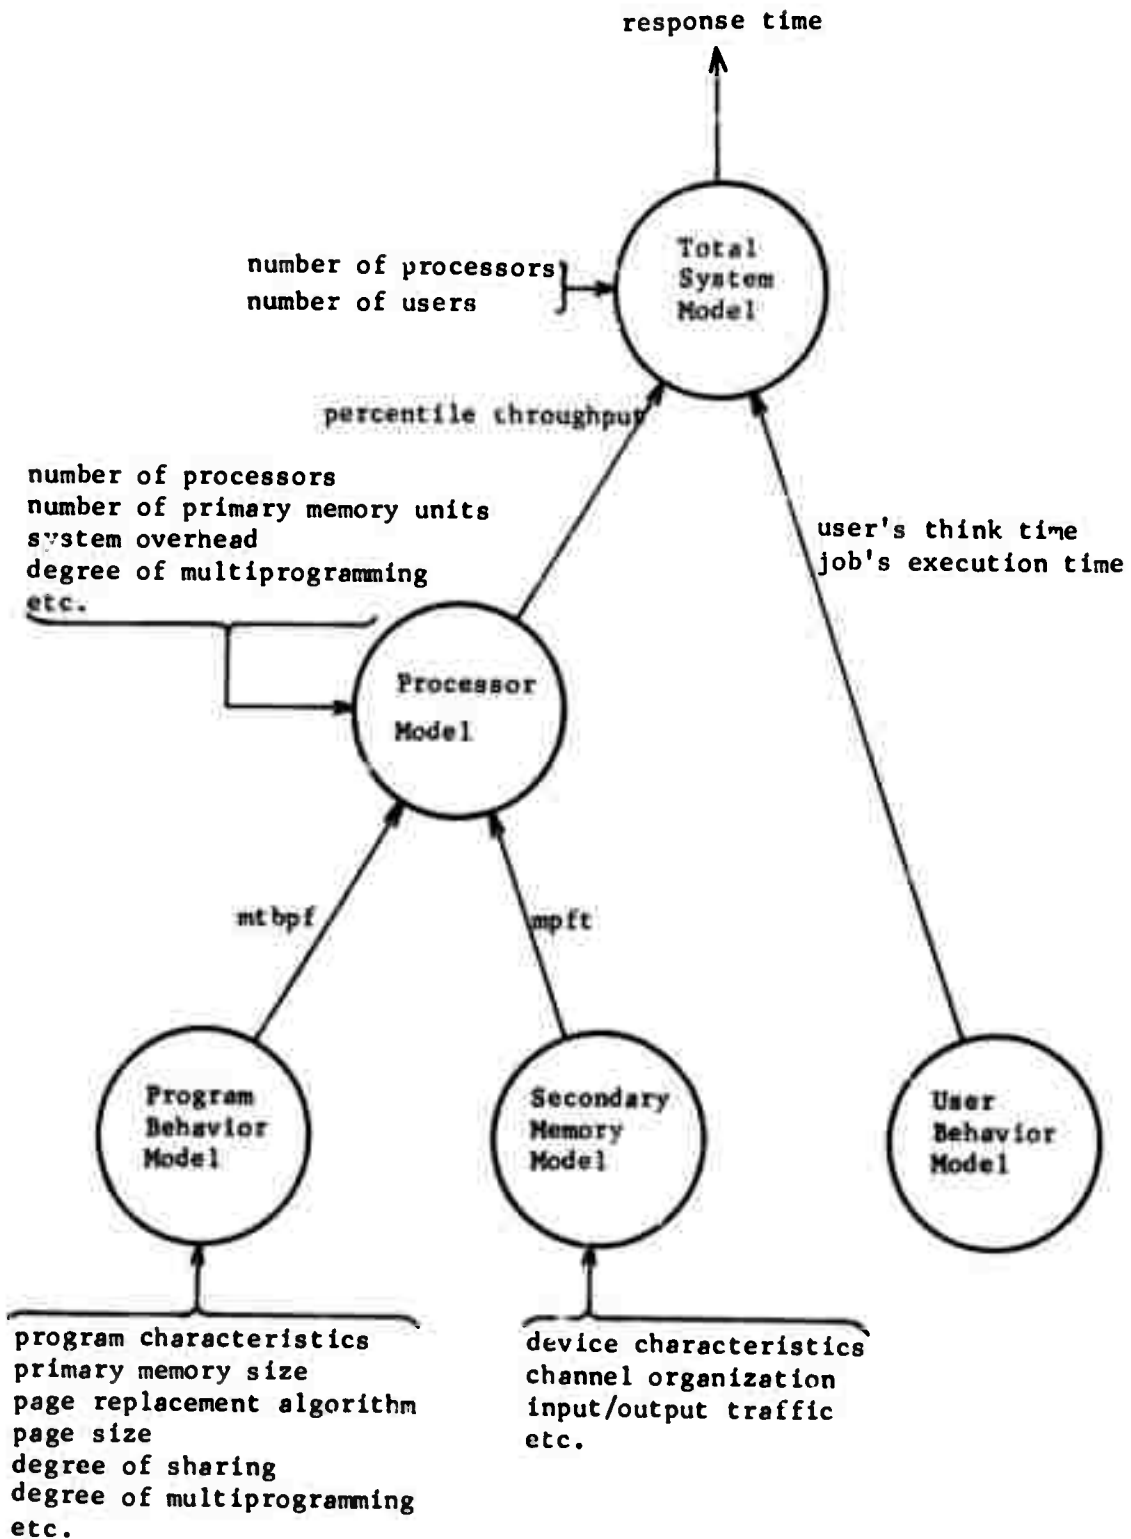 response time
Total
System
Model
number of processors
number of users
percentile throughput
number of processors
number of primary memory units
system overhead
degree of multiprogramming
etc.
user's think time
job's execution time
Processor
Model
mtbpf
mpft
Program
Behavior
Model
Secondary
Memory
Model
User
Behavior
Model
program characteristics
primary memory size
page replacement algorithm
page size
degree of sharing
degree of multiprogramming
etc.
device characteristics
channel organization
input/output traffic
etc.